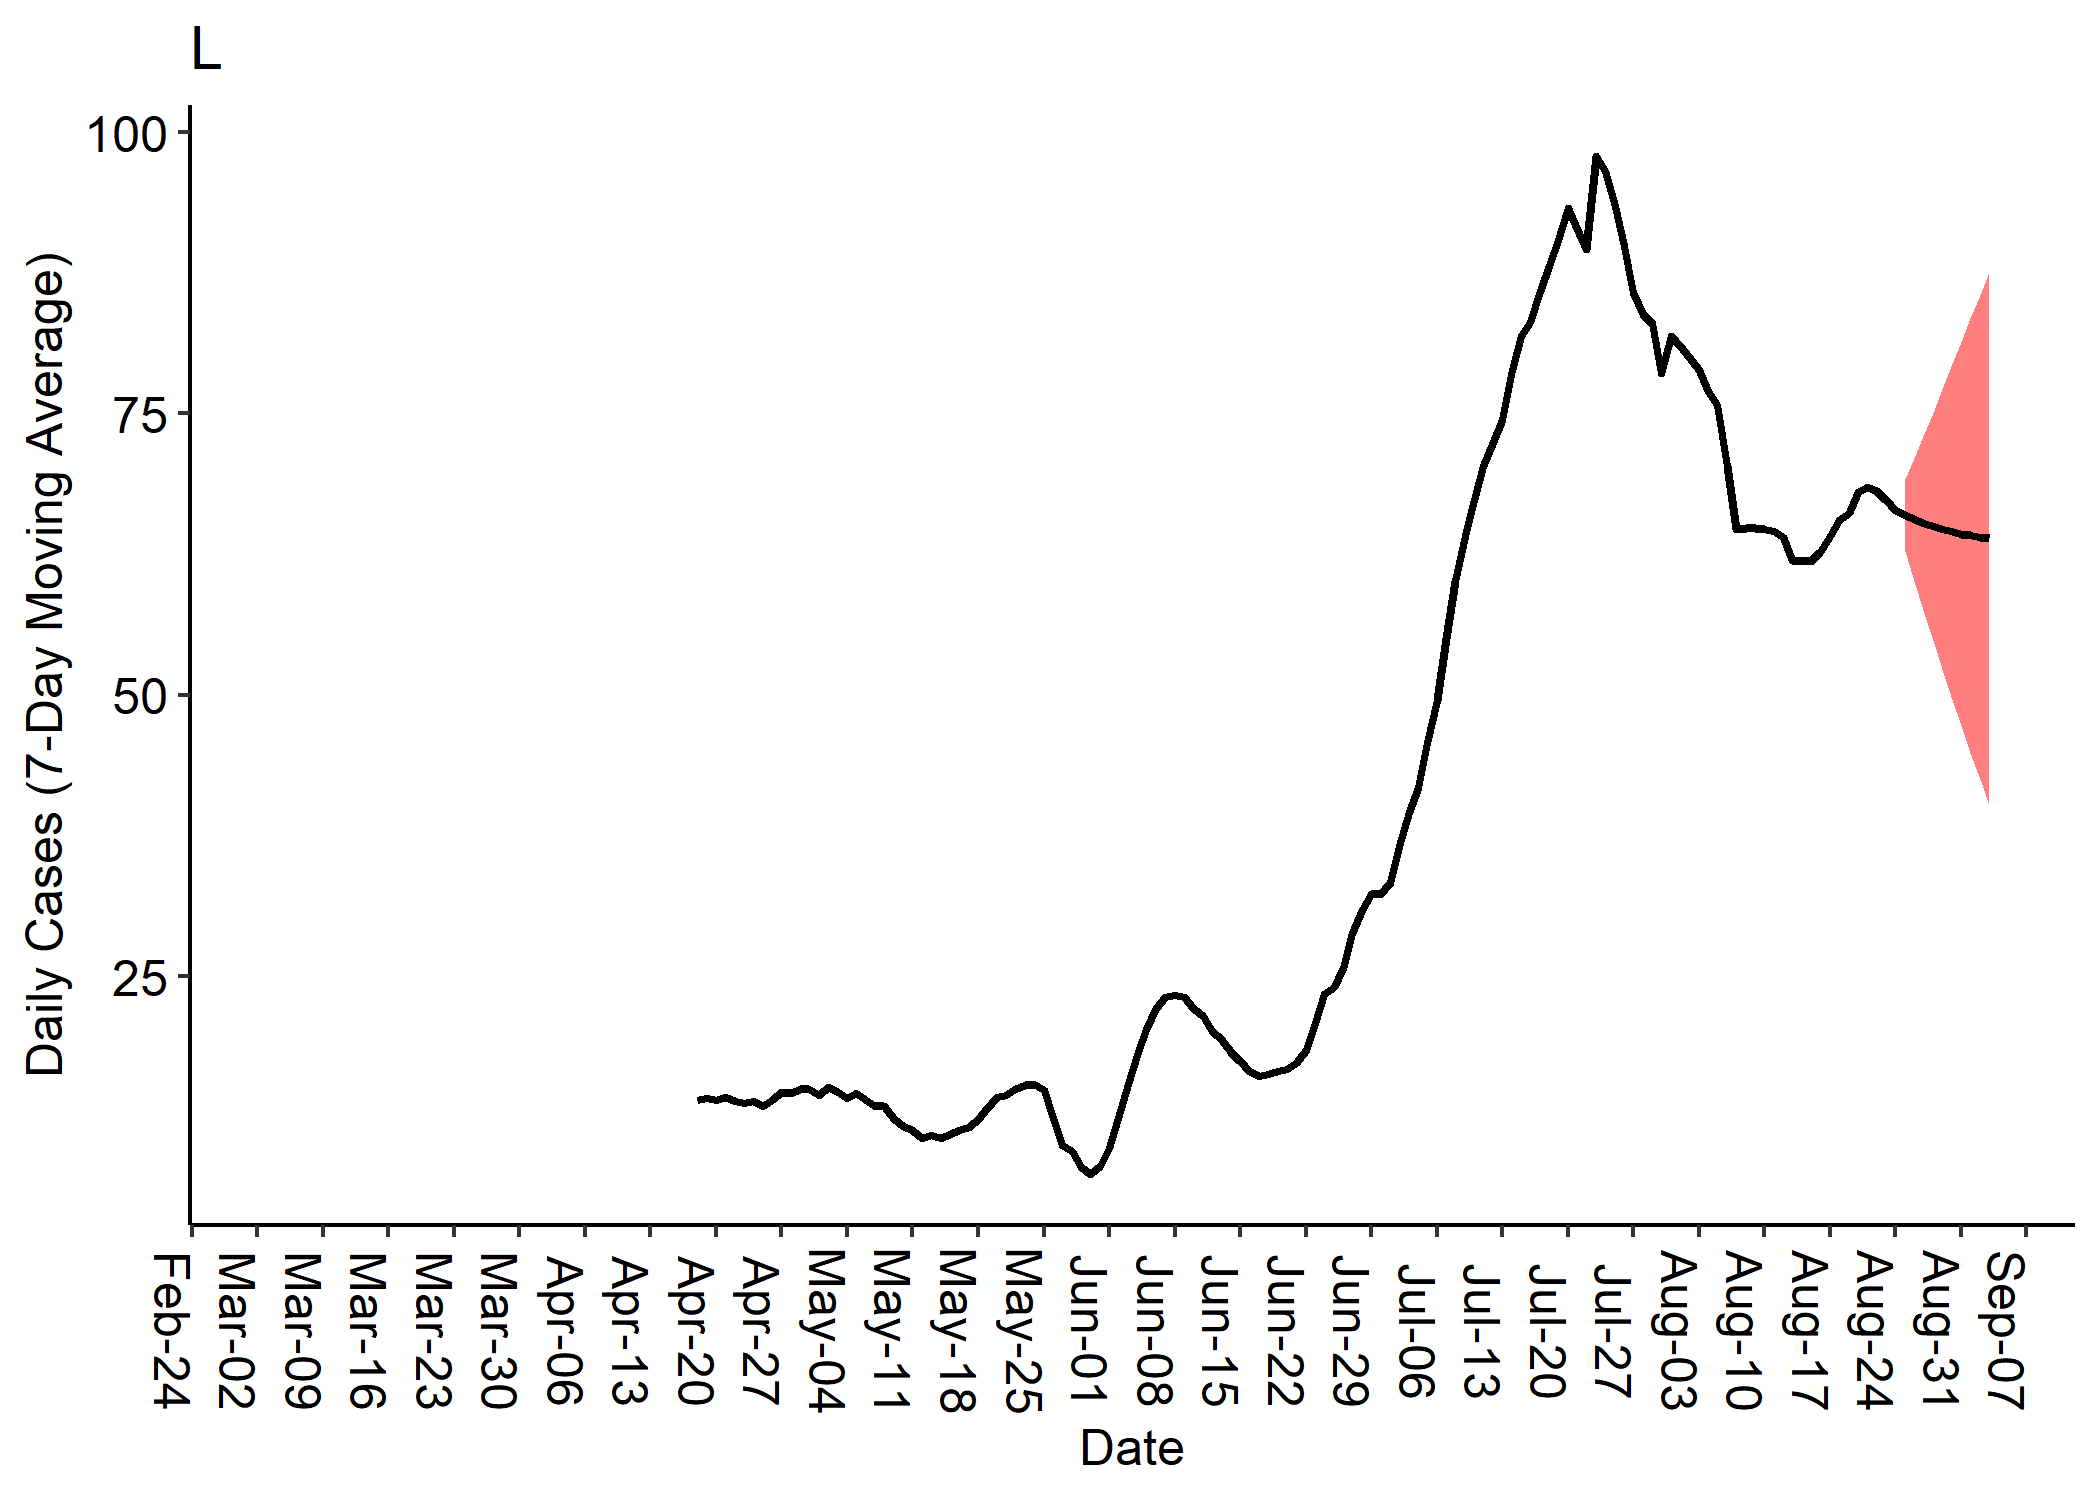 L
Daily Cases (7-Day Moving Average)
100
75
50
25
Feb-24
Mar-02
Mar-09
Mar-16
Mar-23
Mar-30
Apr-06
Apr-13
Apr-20
Apr-27
May-04
May-11
May-18
May-25
Jun-01
Jun-08
Jun-15
Jun-22
Jun-29
Jul-06
Jul-13
Jul-20
Jul-27
Aug-03
Aug-10
Aug-17
Aug-24
Aug-31
Sep-07
Date